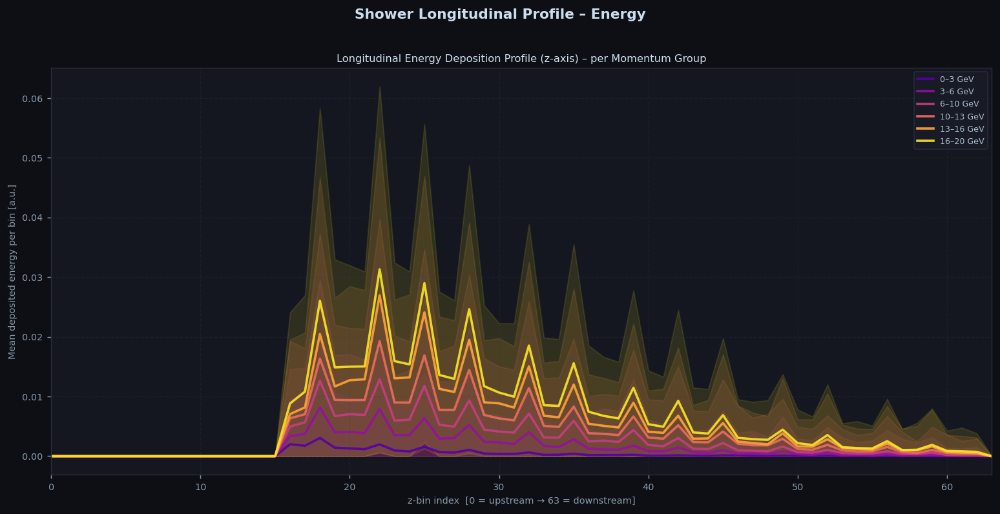 Shower Longitudinal Profile – Energy
Longitudinal Energy Deposition Profile (z-axis) – per Momentum Group
0–3 GeV
3–6 GeV
6–10 GeV
10–13 GeV
13–16 GeV
16–20 GeV
Mean deposited energy per bin [a.u.]
0.06
0.05
0.04
0.03
0.02
0.01
0.00
0
10
20
30
40
50
60
z-bin index [0 = upstream → 63 = downstream]